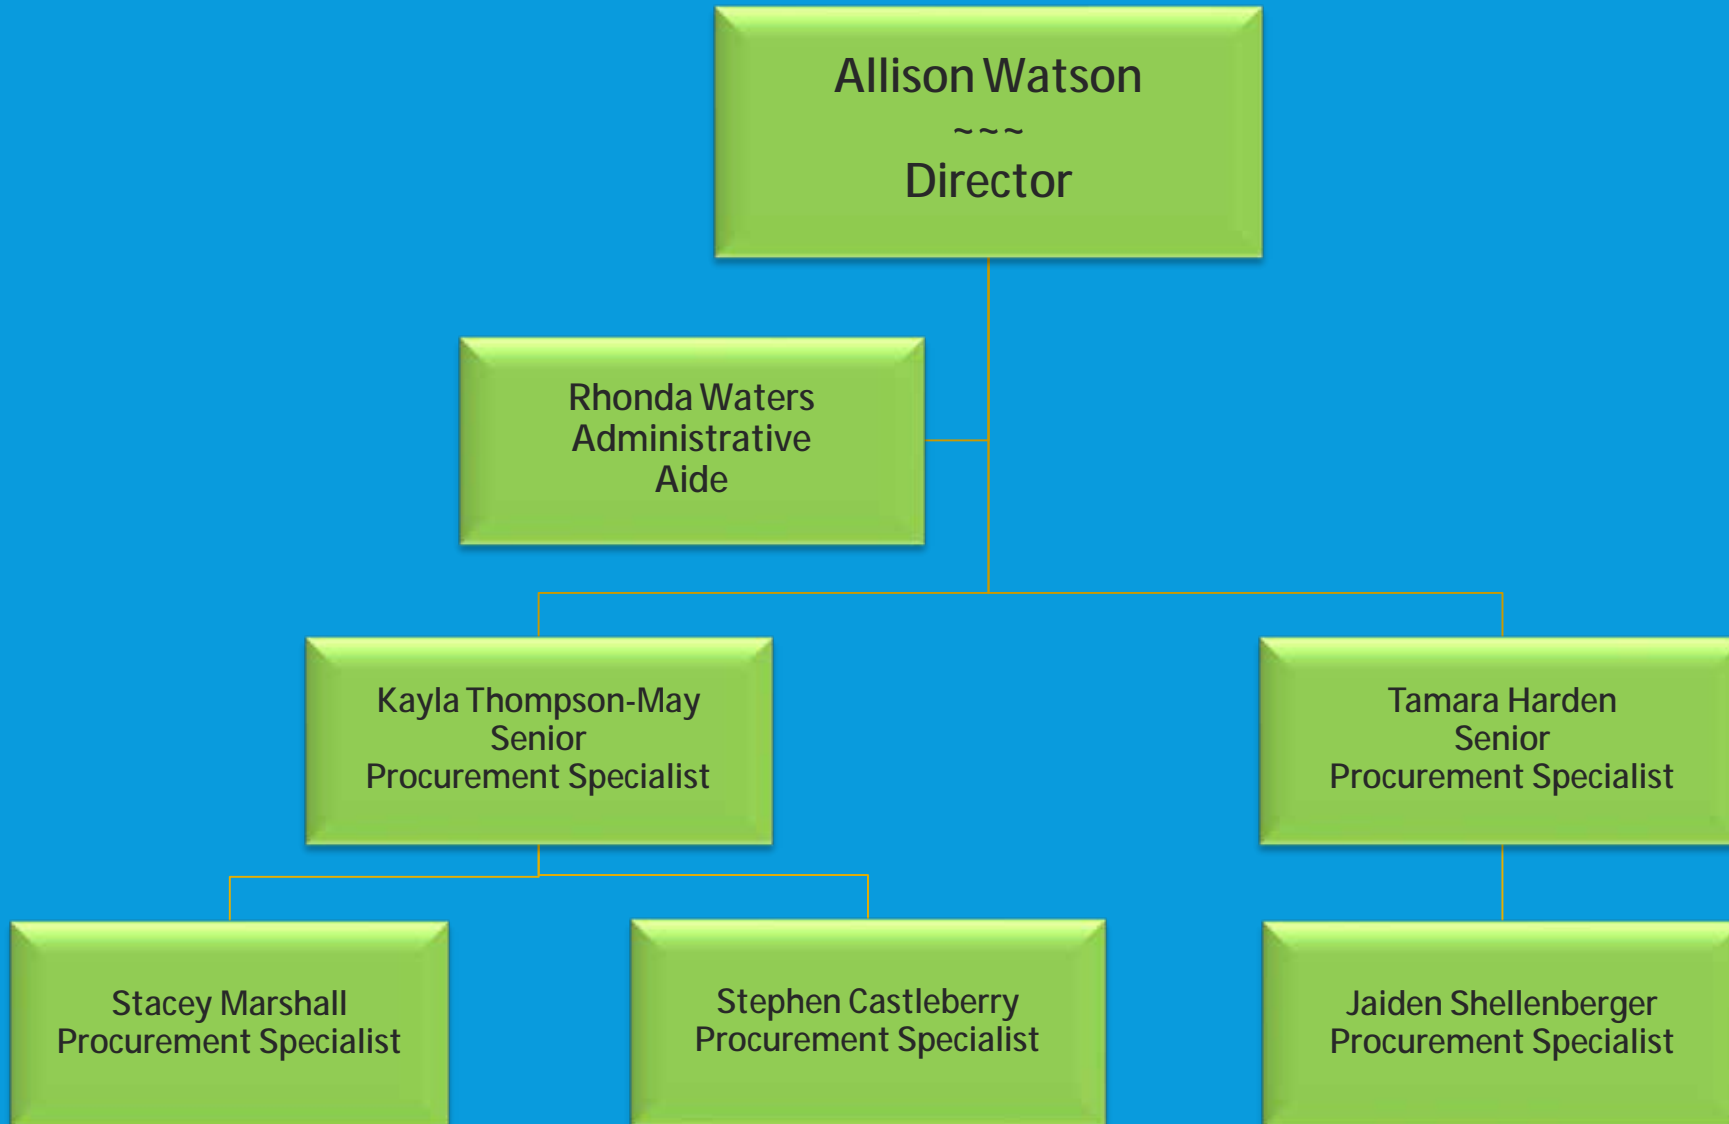 Allison Watson
~~~
Director
Rhonda Waters
Administrative
Aide
Kayla Thompson-May
Senior
Procurement Specialist
Tamara Harden
Senior
Procurement Specialist
Stacey Marshall
Procurement Specialist
Stephen Castleberry
Procurement Specialist
Jaiden Shellenberger
Procurement Specialist